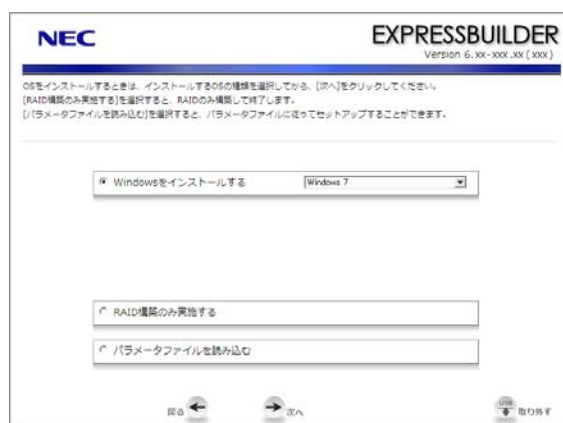 NEC
EXPRESSBUILDER
Version 6.xx-xxx.xx (xxx)
OSをインストールするときは、インストールするOSの種類を選択してから、[次へ]をクリックしてください。
[RAID構築のみ実施する]を選択すると、RAIDのみ構築して終了します。
[パラメータファイルを読み込む]を選択すると、パラメータファイルに従ってセットアップすることができます。
Windowsをインストールする Windows 7
RAID構築のみ実施する
パラメータファイルを読み込む
戻る 次へ USB 取り外す